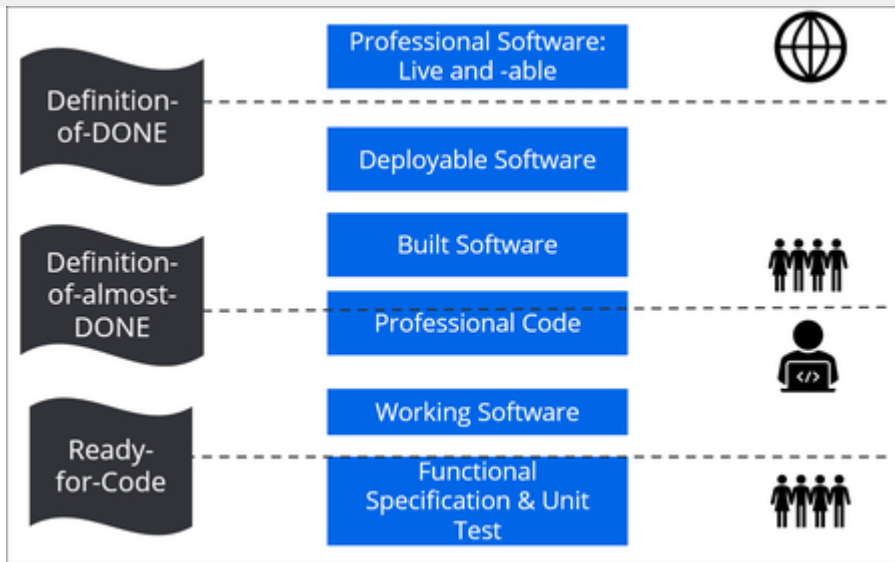 Professional Software:
Live and -able
Definition-
of-DONE
Deployable Software
Built Software
Definition-
of-almost-
DONE
Professional Code
</>
Working Software
Ready-
for-Code
Functional
Specification & Unit
Test